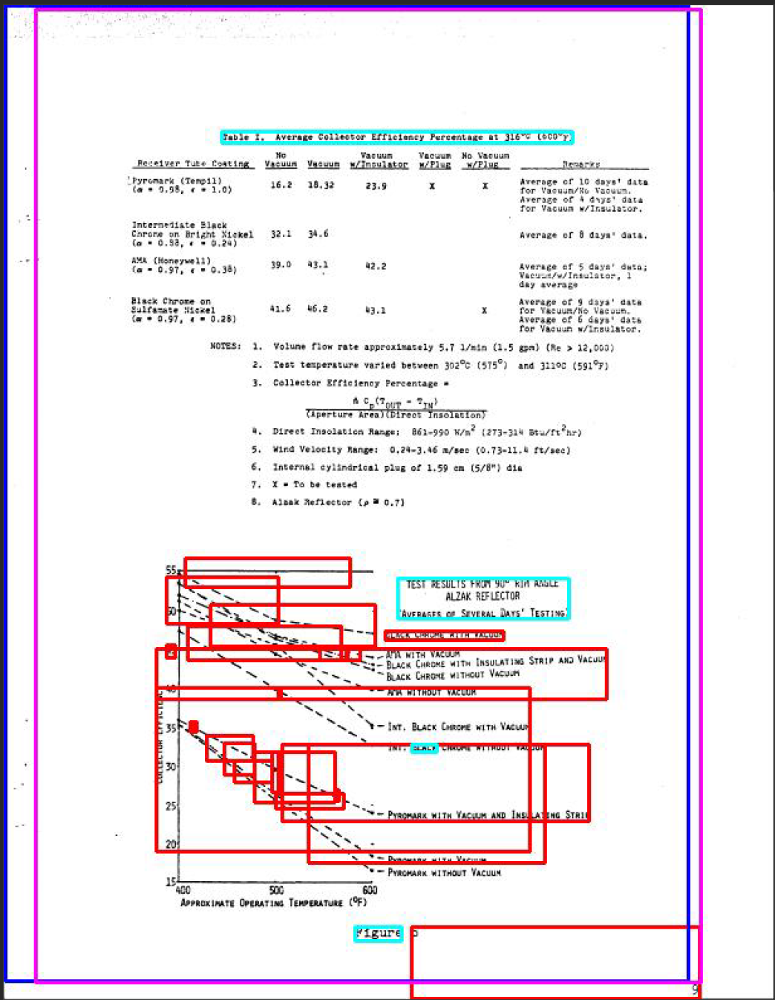 Table I. Average Collector Efficiency Percentage at 316°C (600°F)
Receiver Tube Coating No Vacuum Vacuum Vacuum w/Insulator Vacuum w/Plug No Vacuum w/Plug Remarks
Pyromark (Tempil) 16.2 18.32 23.9 X X Average of 10 days' data
(α = 0.98, ε = 1.0) for Vacuum/No Vacuum.
Average of 4 days' data
for Vacuum w/Insulator.
Intermediate Black
Chrome on Bright Nickel 32.1 34.6 Average of 8 days' data.
(α = 0.98, ε = 0.24)
AMA (Honeywell) 39.0 43.1 42.2 Average of 5 days' data;
(α = 0.97, ε = 0.38) Vacuum/w/Insulator, 1
day average
Black Chrome on Average of 9 days' data
Sulfamate Nickel 41.6 46.2 43.1 X for Vacuum/No Vacuum.
(α = 0.97, ε = 0.28) Average of 6 days' data
for Vacuum w/Insulator.
NOTES: 1. Volume flow rate approximately 5.7 l/min (1.5 gpm) (Re > 12,000)
2. Test temperature varied between 302°C (575°) and 311°C (591°F)
3. Collector Efficiency Percentage =
ṁ Cp(TOUT - TIN)
(Aperture Area)(Direct Insolation)
4. Direct Insolation Range: 861-990 W/m² (273-314 Btu/ft²hr)
5. Wind Velocity Range: 0.24-3.46 m/sec (0.73-11.4 ft/sec)
6. Internal cylindrical plug of 1.59 cm (5/8") dia
7. X = To be tested
8. Alzak Reflector (ρ ≅ 0.7)
55
TEST RESULTS FROM 90° RIM ANGLE
ALZAK REFLECTOR
(AVERAGES OF SEVERAL DAYS' TESTING)
50
BLACK CHROME WITH VACUUM
AMA WITH VACUUM
BLACK CHROME WITH INSULATING STRIP AND VACUUM
BLACK CHROME WITHOUT VACUUM
40
AMA WITHOUT VACUUM
35
INT. BLACK CHROME WITH VACUUM
INT. BLACK CHROME WITHOUT VACUUM
COLLECTOR
30
25
PYROMARK WITH VACUUM AND INSULATING STRIP
20
PYROMARK WITH VACUUM
PYROMARK WITHOUT VACUUM
15
400 500 600
APPROXIMATE OPERATING TEMPERATURE (°F)
Figure
9